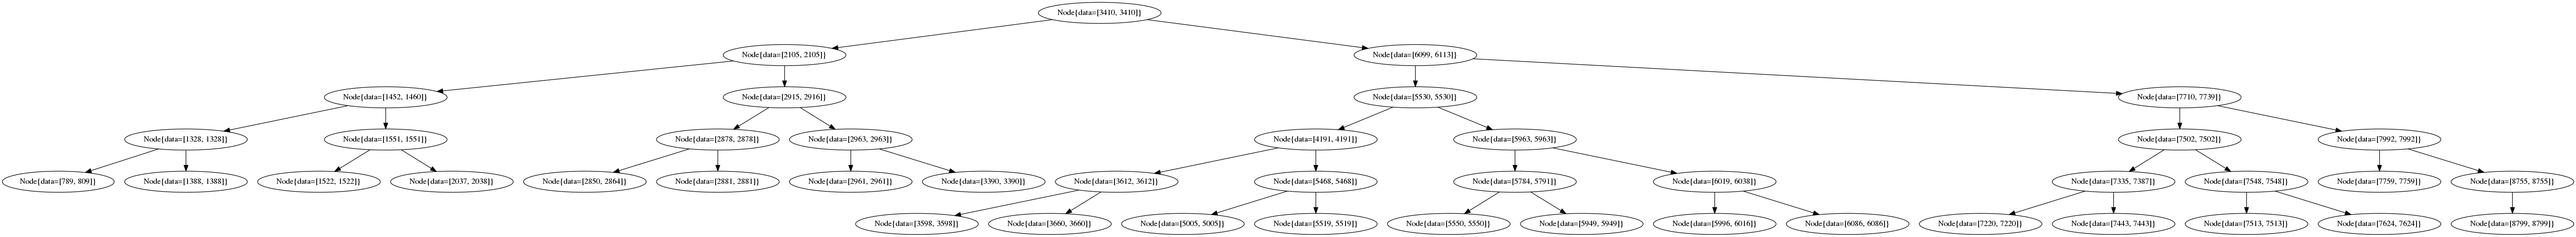 Node{data=[3410, 3410]}
Node{data=[2105, 2105]}
Node{data=[6099, 6113]}
Node{data=[1452, 1460]}
Node{data=[2915, 2916]}
Node{data=[5530, 5530]}
Node{data=[7710, 7739]}
Node{data=[1328, 1328]}
Node{data=[1551, 1551]}
Node{data=[2878, 2878]}
Node{data=[2963, 2963]}
Node{data=[4191, 4191]}
Node{data=[5963, 5963]}
Node{data=[7502, 7502]}
Node{data=[7992, 7992]}
Node{data=[789, 809]}
Node{data=[1388, 1388]}
Node{data=[1522, 1522]}
Node{data=[2037, 2038]}
Node{data=[2850, 2864]}
Node{data=[2881, 2881]}
Node{data=[2961, 2961]}
Node{data=[3390, 3390]}
Node{data=[3612, 3612]}
Node{data=[5468, 5468]}
Node{data=[5784, 5791]}
Node{data=[6019, 6038]}
Node{data=[7335, 7387]}
Node{data=[7548, 7548]}
Node{data=[7759, 7759]}
Node{data=[8755, 8755]}
Node{data=[3598, 3598]}
Node{data=[3660, 3660]}
Node{data=[5005, 5005]}
Node{data=[5519, 5519]}
Node{data=[5550, 5550]}
Node{data=[5949, 5949]}
Node{data=[5996, 6016]}
Node{data=[6086, 6086]}
Node{data=[7220, 7220]}
Node{data=[7443, 7443]}
Node{data=[7513, 7513]}
Node{data=[7624, 7624]}
Node{data=[8799, 8799]}